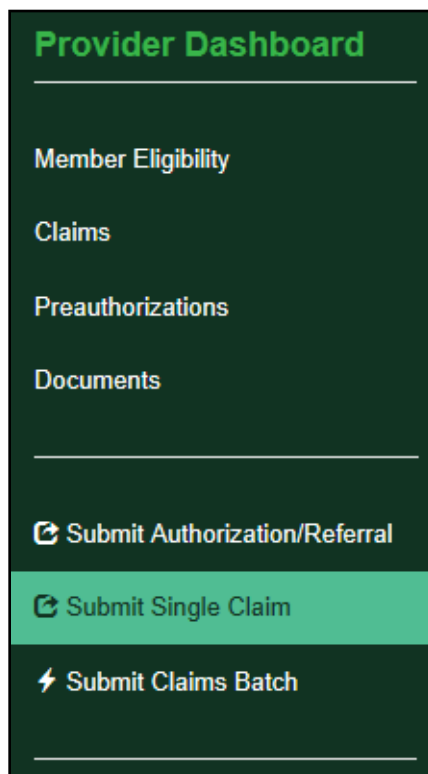 Provider Dashboard
Member Eligibility
Claims
Preauthorizations
Documents
Submit Authorization/Referral
Submit Single Claim
Submit Claims Batch